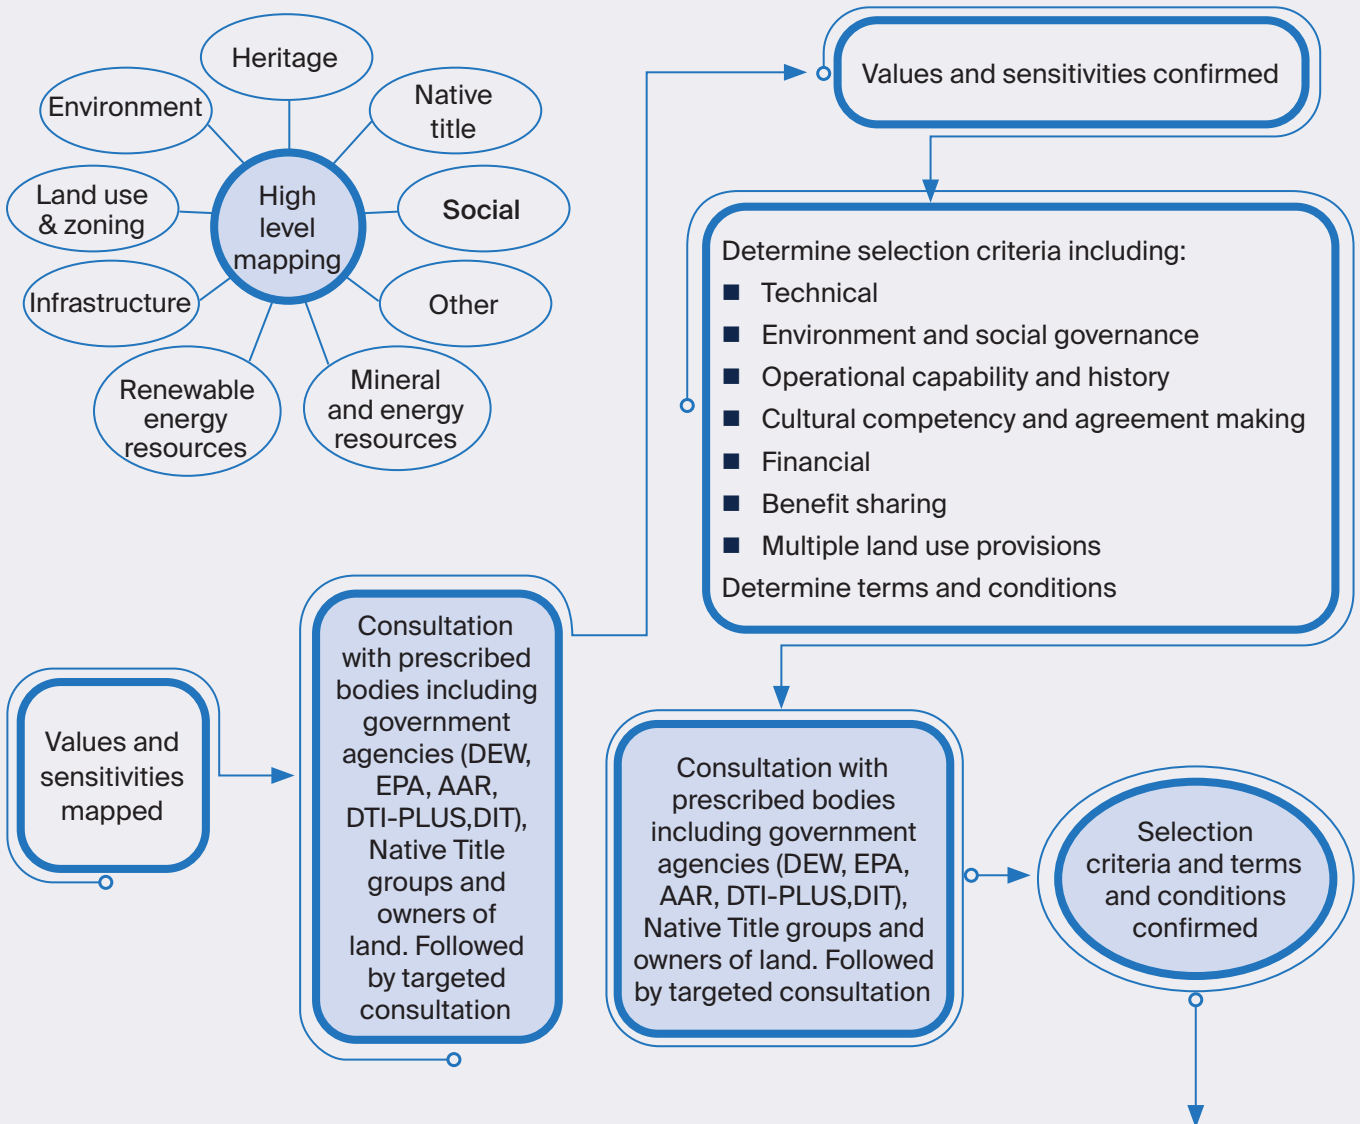 Heritage
Environment
Native
title
Land use
& zoning
High
level
mapping
Social
Infrastructure
Other
Renewable
energy
resources
Mineral
and energy
resources
Values and
sensitivities
mapped
Consultation
with prescribed
bodies including
government
agencies (DEW,
EPA, AAR,
DTI-PLUS,DIT),
Native Title
groups and
owners of
land. Followed
by targeted
consultation
Values and sensitivities confirmed
Determine selection criteria including:
■ Technical
■ Environment and social governance
■ Operational capability and history
■ Cultural competency and agreement making
■ Financial
■ Benefit sharing
■ Multiple land use provisions
Determine terms and conditions
Consultation with
prescribed bodies
including government
agencies (DEW, EPA,
AAR, DTI-PLUS,DIT),
Native Title groups and
owners of land. Followed
by targeted consultation
Selection
criteria and terms
and conditions
confirmed